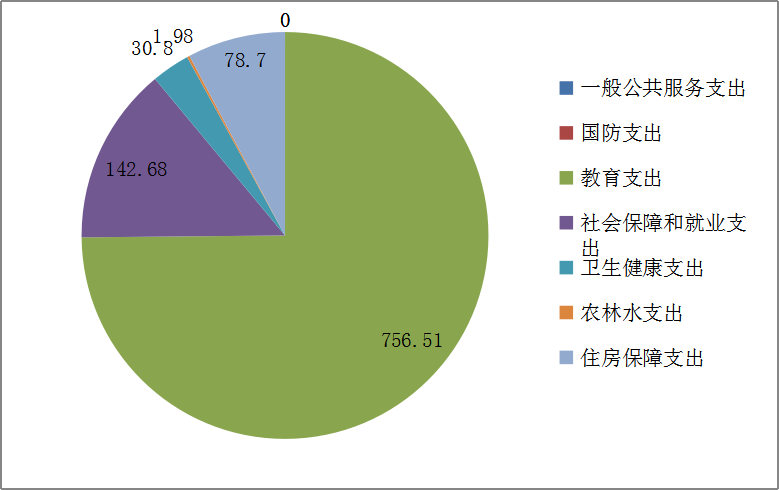 0
1.98
30.8
78.7
142.68
756.51
一般公共服务支出
国防支出
教育支出
社会保障和就业支
出
卫生健康支出
农林水支出
住房保障支出